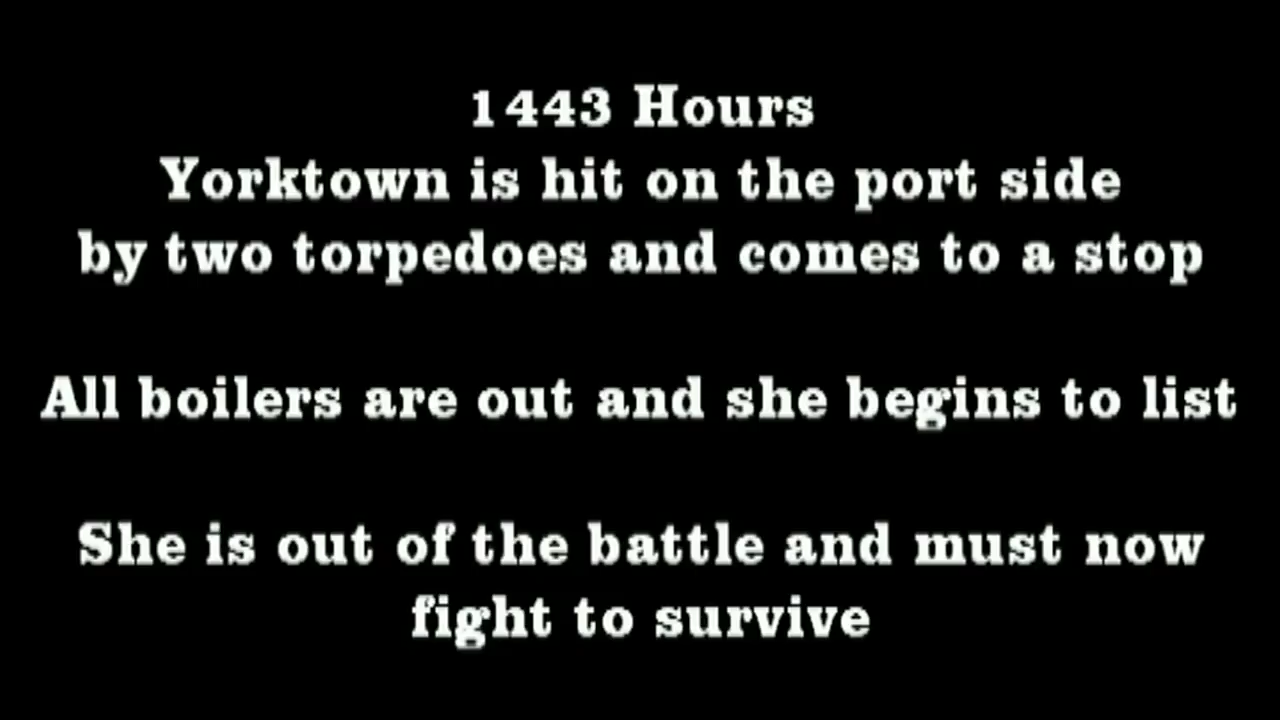 1443 Hours
Yorktown is hit on the port side
by two torpedoes and comes to a stop
All boilers are out and she begins to list
She is out of the battle and must now
fight to survive